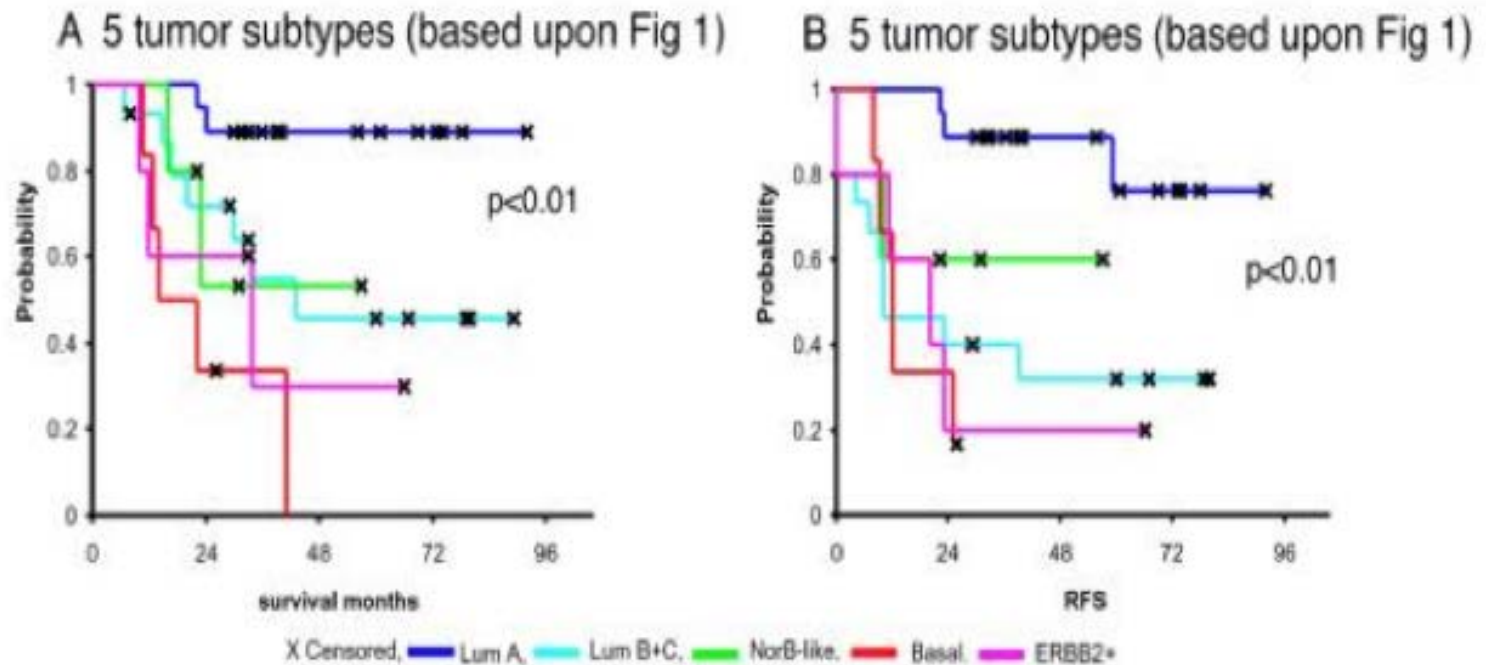 A 5 tumor subtypes (based upon Fig 1)
1
0.8
0.6
0.4
0.2
0
Probability
p<0.01
0 24 48 72 96
survival months
B 5 tumor subtypes (based upon Fig 1)
1
0.8
0.6
0.4
0.2
0
Probability
p<0.01
0 24 48 72 96
RFS
X Censored, Lum A, Lum B+C, NorB-like, Basal, ERBB2+